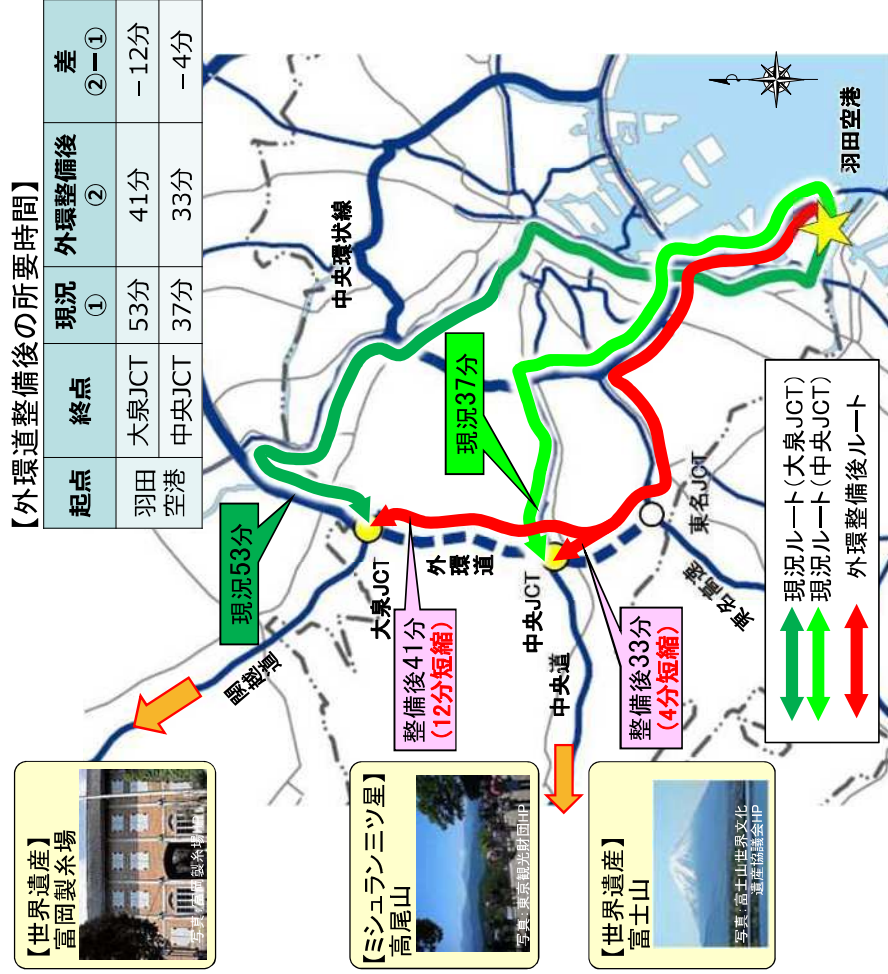 【外環道整備後の所要時間】
起点 終点 現況① 外環整備後② 差②－①
羽田空港 大泉JCT 53分 41分 －12分
中央JCT 37分 33分 －4分
中央環状線
羽田空港
現況53分
現況37分
大泉JCT
外環道
整備後41分
（12分短縮）
中央JCT
中央道
整備後33分
（4分短縮）
東名JCT
東名高速
関越道
現況ルート（大泉JCT）
現況ルート（中央JCT）
外環整備後ルート
【世界遺産】
富岡製糸場
写真：富岡製糸場HP
【ミシュラン三ツ星】
高尾山
写真：東京観光財団HP
【世界遺産】
富士山
写真：富士山世界文化
遺産協議会HP